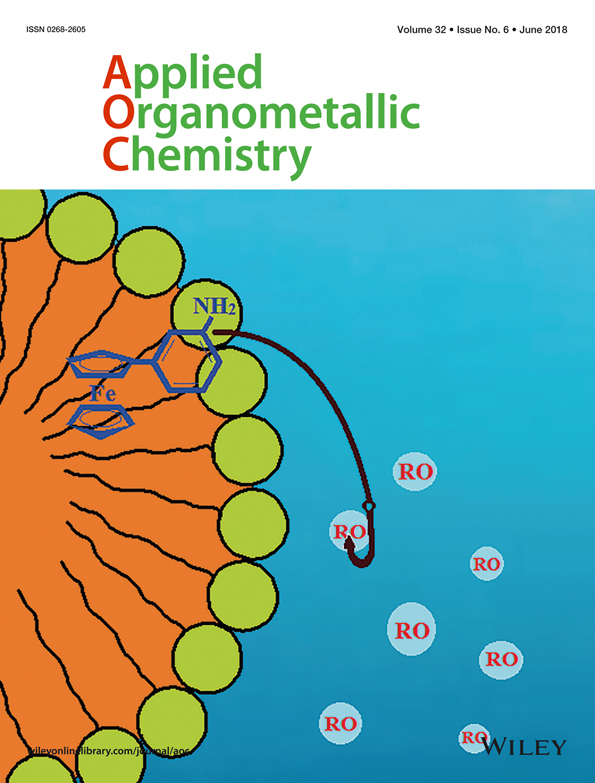 ISSN 0268-2605
Volume 32 • Issue No. 6 • June 2018
Applied
Organometallic
Chemistry
NH₂
Fe
RO
RO
RO
RO
RO
RO
RO
wileyonlinelibrary.com/journal/aoc
WILEY